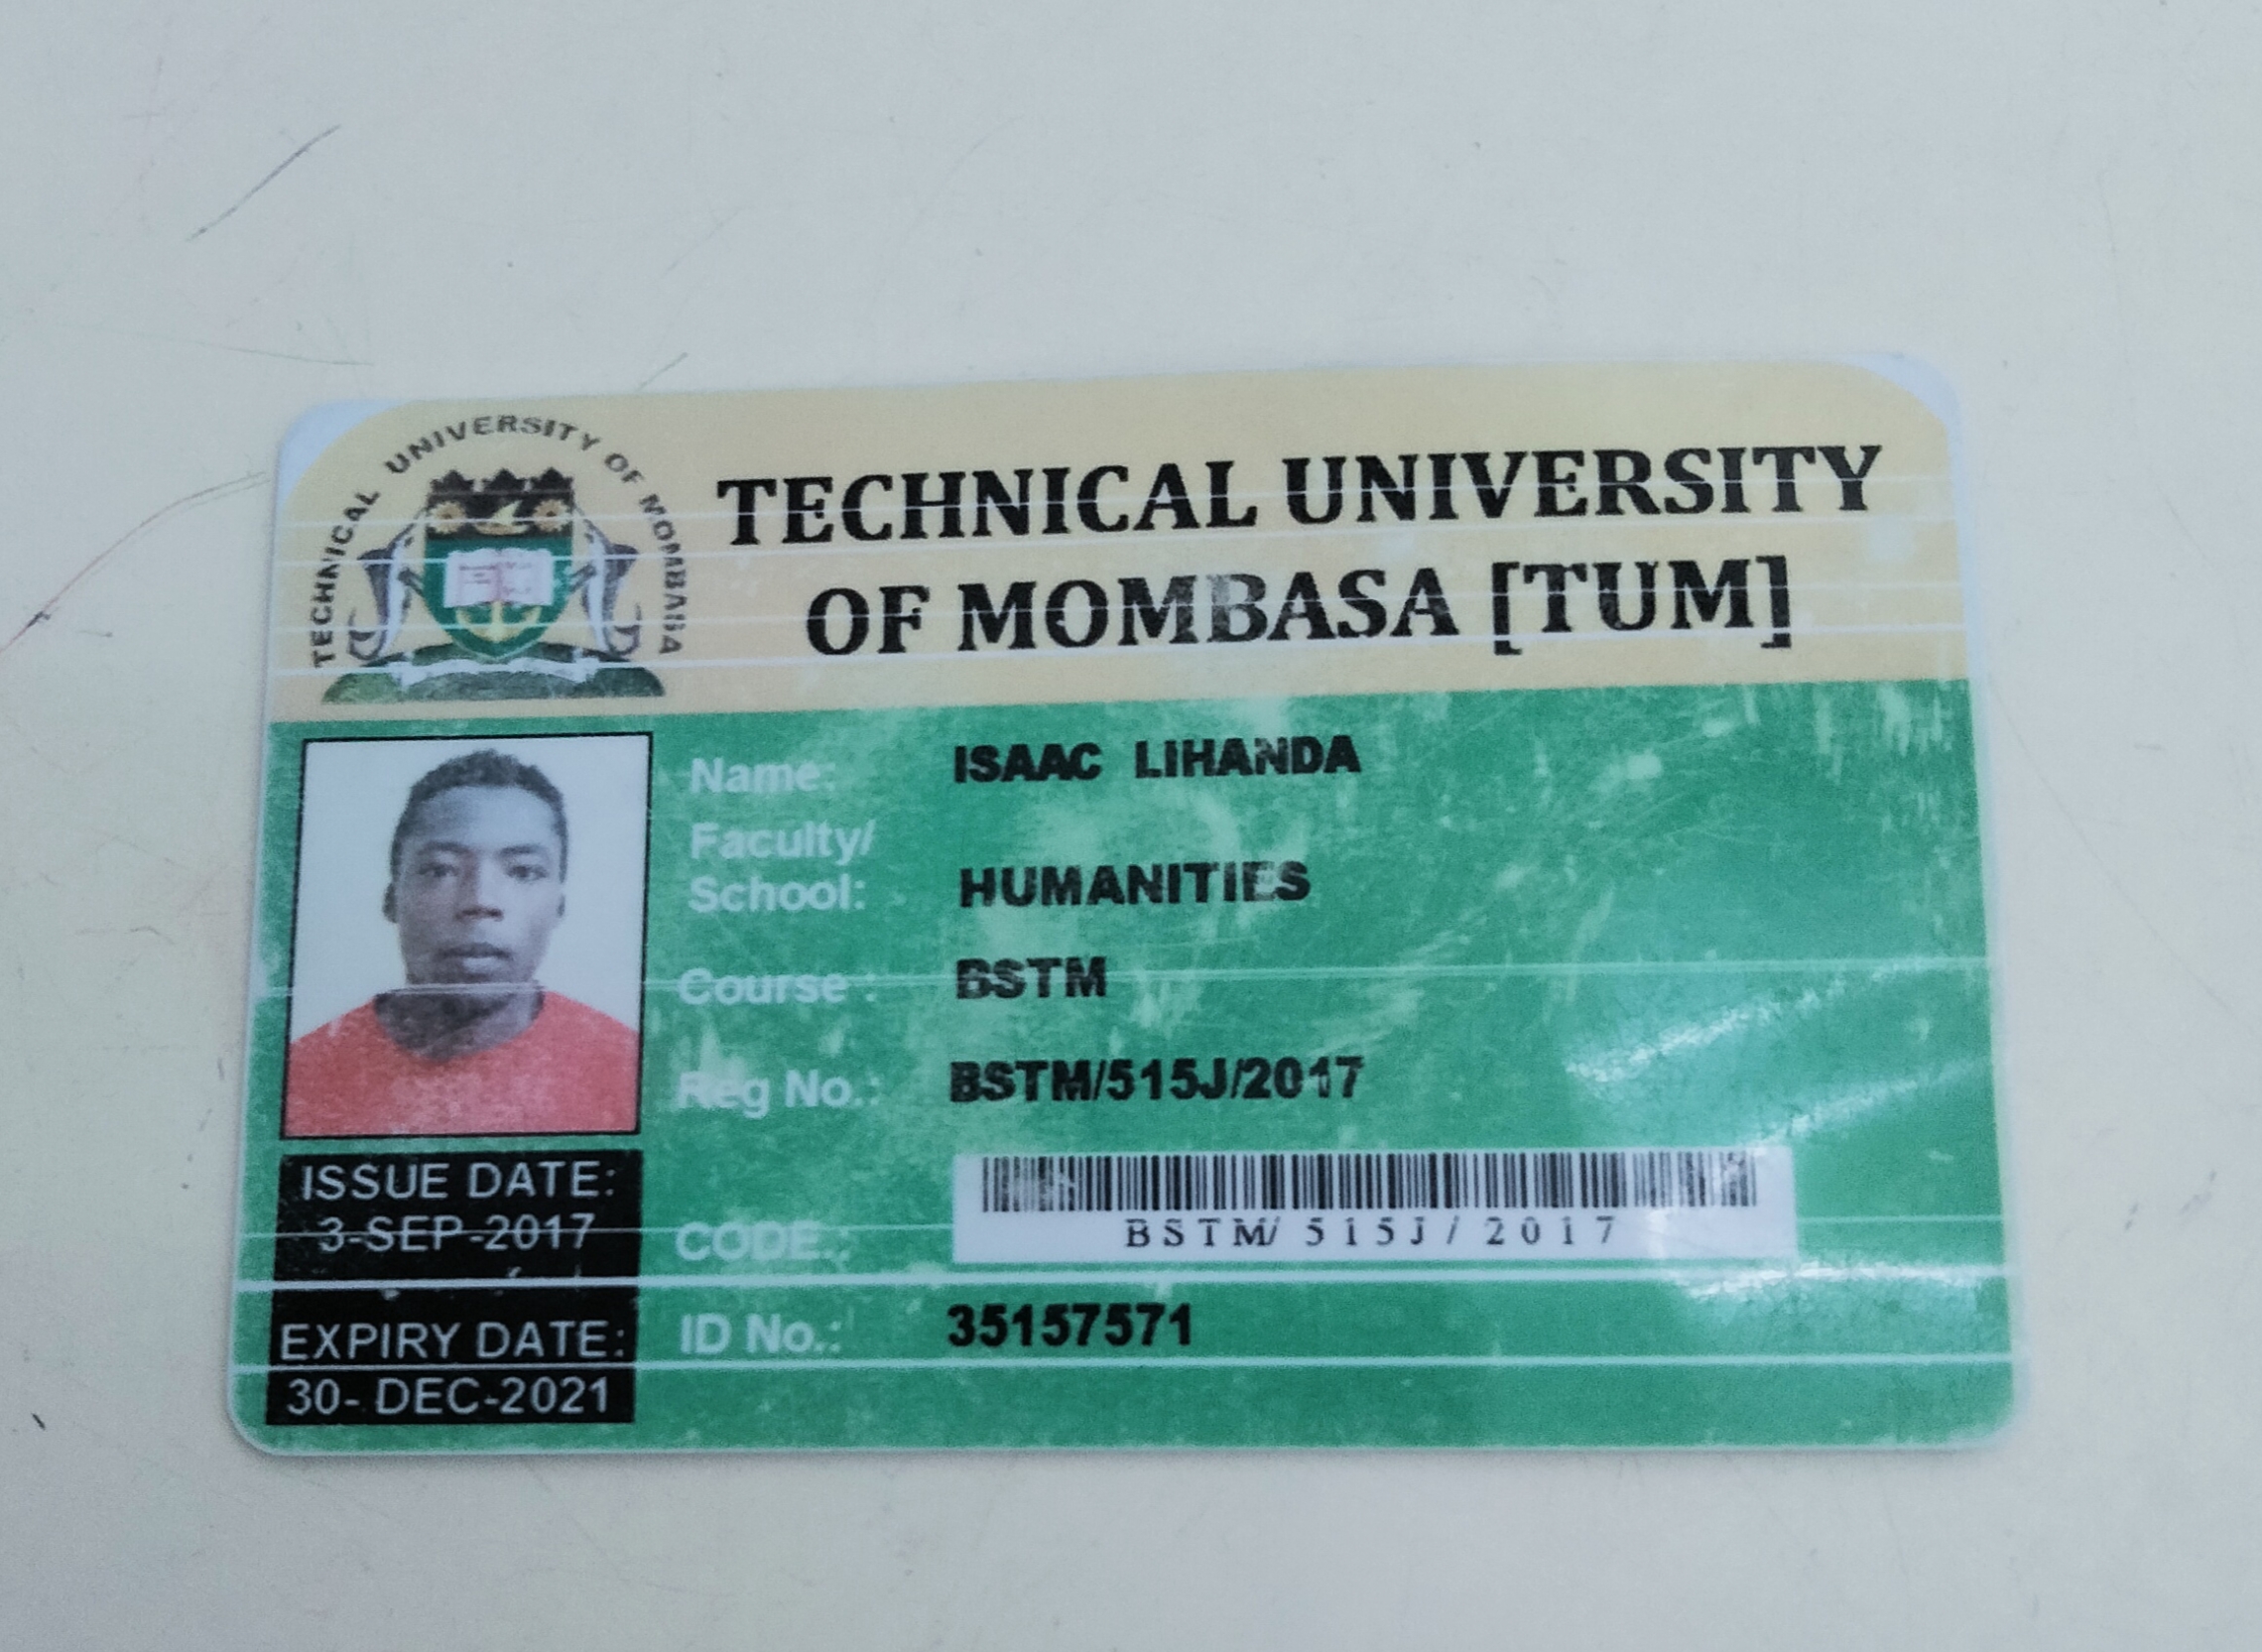 TECHNICAL UNIVERSITY OF MOMBASA
TECHNICAL UNIVERSITY
OF MOMBASA [TUM]
Name: ISAAC LIHANDA
Faculty/
School: HUMANITIES
Course : BSTM
Reg No.: BSTM/515J/2017
ISSUE DATE:
3-SEP-2017
CODE.: BSTM/515J/2017
EXPIRY DATE:
30- DEC-2021
ID No.: 35157571